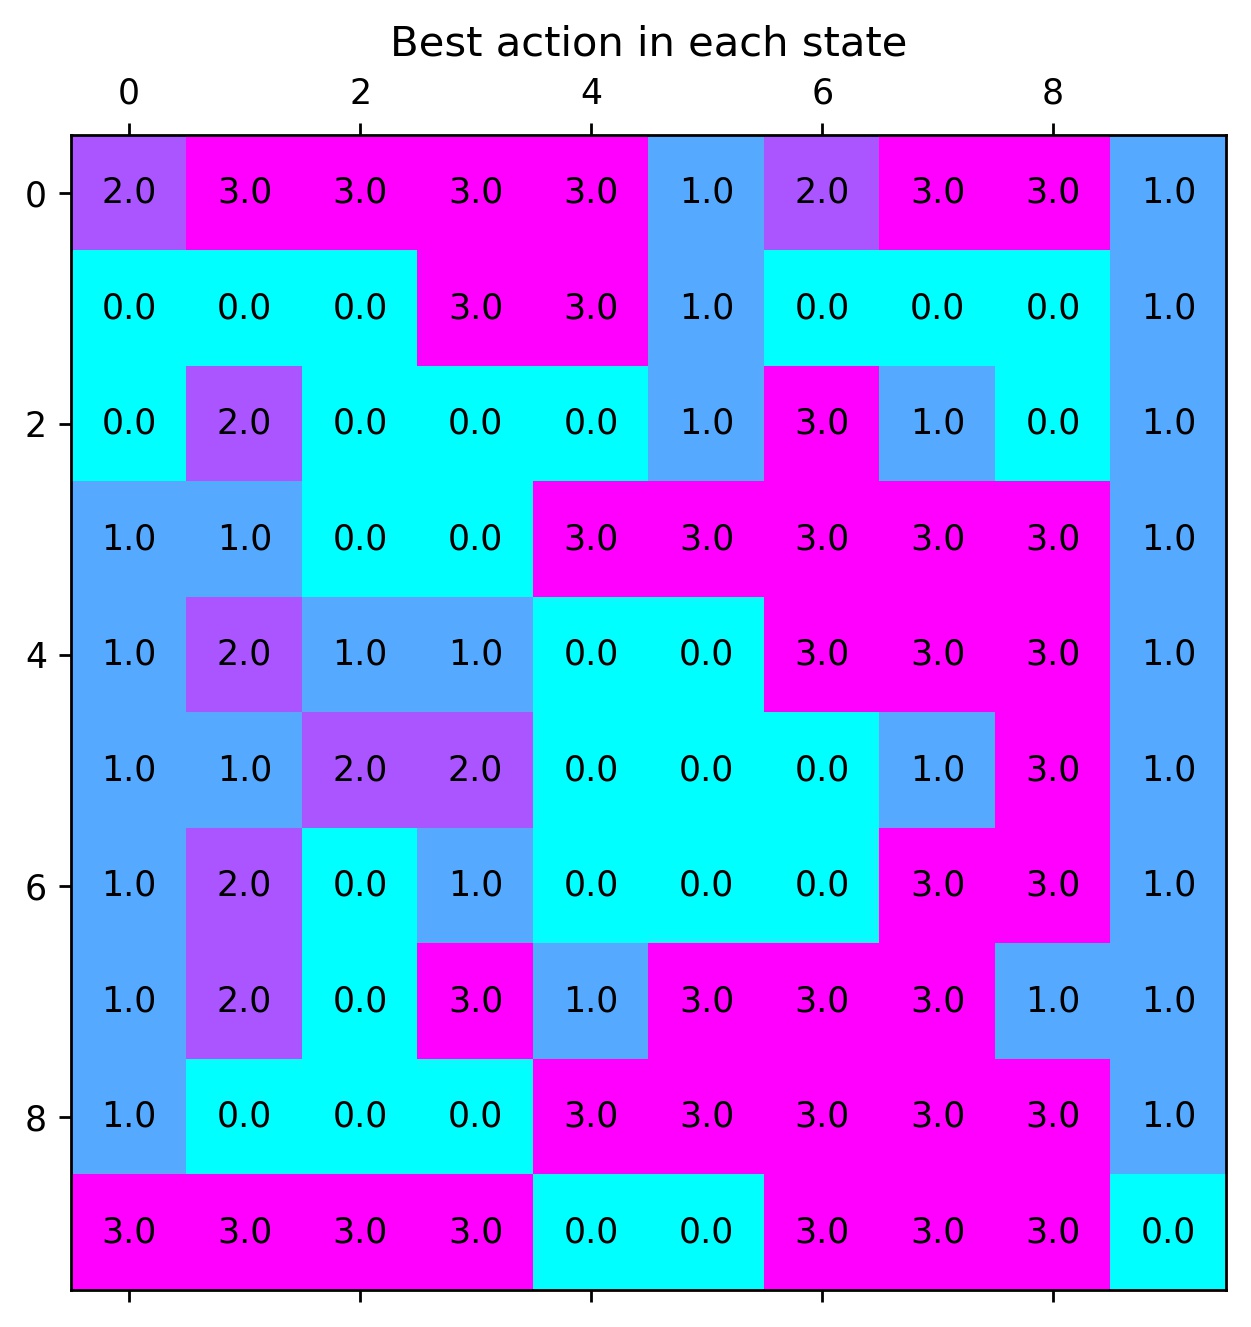 Best action in each state
0 2 4 6 8
0 2.0 3.0 3.0 3.0 3.0 1.0 2.0 3.0 3.0 1.0
0.0 0.0 0.0 3.0 3.0 1.0 0.0 0.0 0.0 1.0
2 0.0 2.0 0.0 0.0 0.0 1.0 3.0 1.0 0.0 1.0
1.0 1.0 0.0 0.0 3.0 3.0 3.0 3.0 3.0 1.0
4 1.0 2.0 1.0 1.0 0.0 0.0 3.0 3.0 3.0 1.0
1.0 1.0 2.0 2.0 0.0 0.0 0.0 1.0 3.0 1.0
6 1.0 2.0 0.0 1.0 0.0 0.0 0.0 3.0 3.0 1.0
1.0 2.0 0.0 3.0 1.0 3.0 3.0 3.0 1.0 1.0
8 1.0 0.0 0.0 0.0 3.0 3.0 3.0 3.0 3.0 1.0
3.0 3.0 3.0 3.0 0.0 0.0 3.0 3.0 3.0 0.0